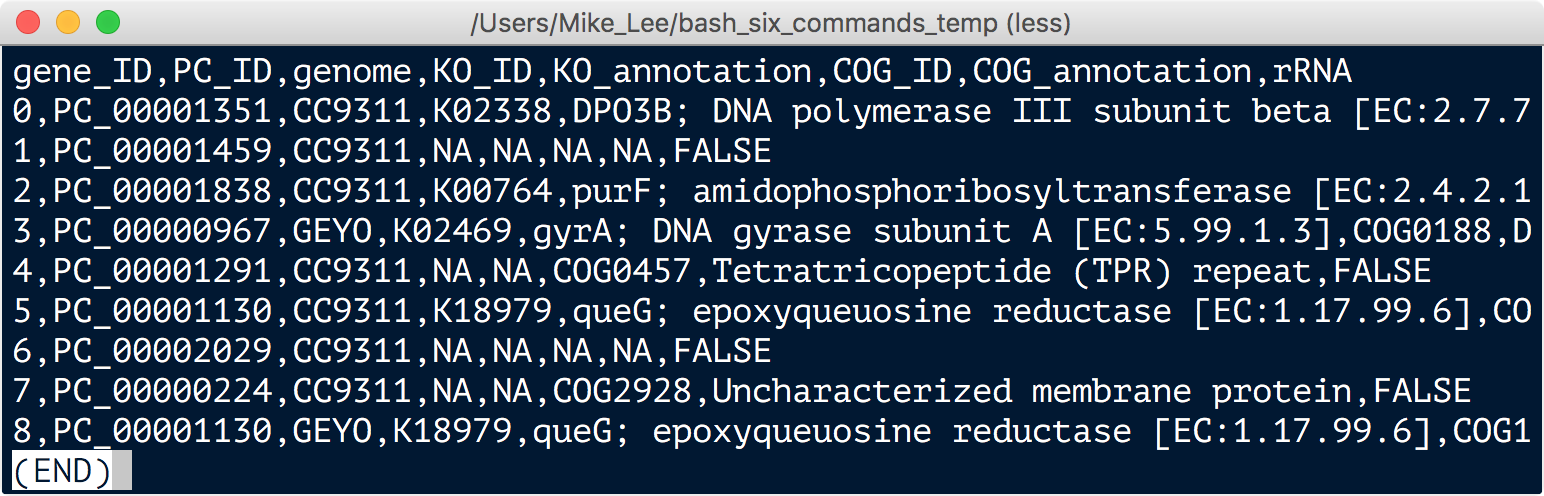 /Users/Mike_Lee/bash_six_commands_temp (less)
gene_ID,PC_ID,genome,KO_ID,KO_annotation,COG_ID,COG_annotation,rRNA
0,PC_00001351,CC9311,K02338,DPO3B; DNA polymerase III subunit beta [EC:2.7.7
1,PC_00001459,CC9311,NA,NA,NA,NA,FALSE
2,PC_00001838,CC9311,K00764,purF; amidophosphoribosyltransferase [EC:2.4.2.1
3,PC_00000967,GEYO,K02469,gyrA; DNA gyrase subunit A [EC:5.99.1.3],COG0188,D
4,PC_00001291,CC9311,NA,NA,COG0457,Tetratricopeptide (TPR) repeat,FALSE
5,PC_00001130,CC9311,K18979,queG; epoxyqueuosine reductase [EC:1.17.99.6],CO
6,PC_00002029,CC9311,NA,NA,NA,NA,FALSE
7,PC_00000224,CC9311,NA,NA,COG2928,Uncharacterized membrane protein,FALSE
8,PC_00001130,GEYO,K18979,queG; epoxyqueuosine reductase [EC:1.17.99.6],COG1
(END)